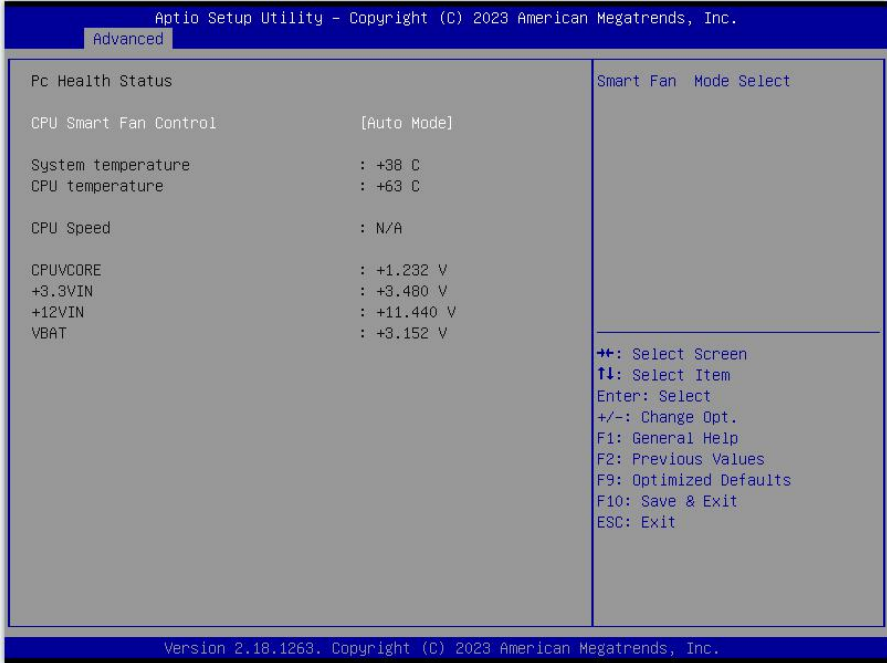 Aptio Setup Utility – Copyright (C) 2023 American Megatrends, Inc.
Advanced
Pc Health Status
CPU Smart Fan Control [Auto Mode]
System temperature : +38 C
CPU temperature : +63 C
CPU Speed : N/A
CPUVCORE : +1.232 V
+3.3VIN : +3.480 V
+12VIN : +11.440 V
VBAT : +3.152 V
Smart Fan Mode Select
→←: Select Screen
↑↓: Select Item
Enter: Select
+/-: Change Opt.
F1: General Help
F2: Previous Values
F9: Optimized Defaults
F10: Save & Exit
ESC: Exit
Version 2.18.1263. Copyright (C) 2023 American Megatrends, Inc.